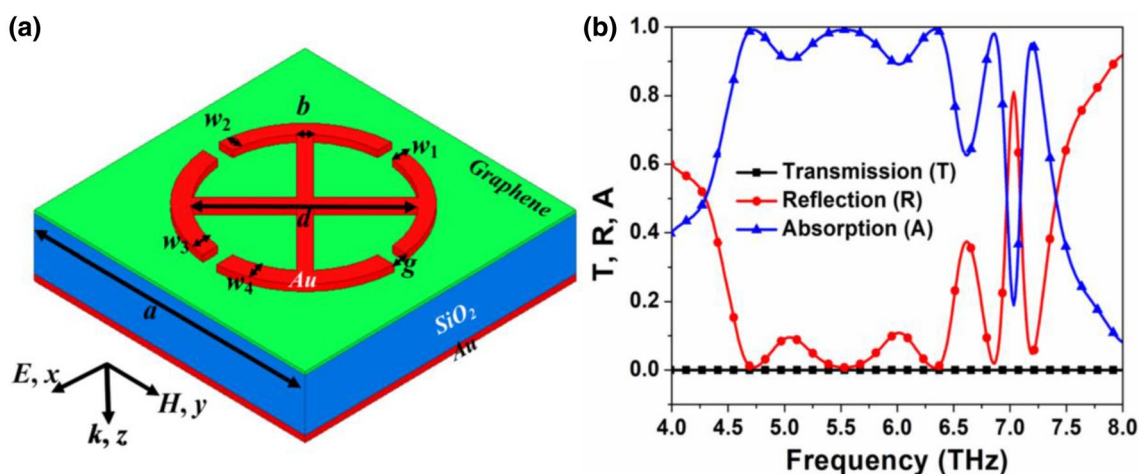 (a)
b
w₂
w₁
Graphene
d
w₃
g
w₄
Au
a
SiO₂
Au
E, x
H, y
k, z
(b)
1.0
0.8
0.6
0.4
0.2
0.0
T, R, A
Transmission (T)
Reflection (R)
Absorption (A)
4.0 4.5 5.0 5.5 6.0 6.5 7.0 7.5 8.0
Frequency (THz)